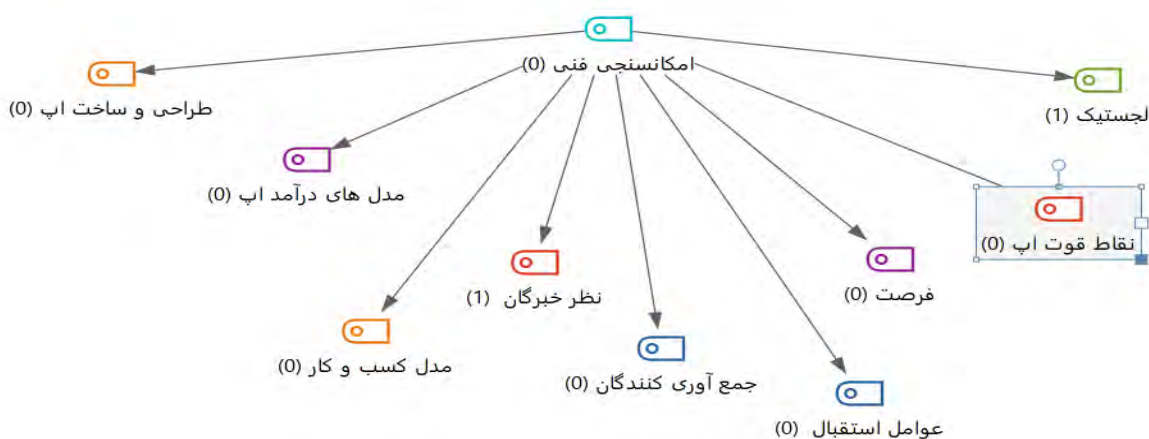 امکانسنجی فنی (0)
لجستیک (1)
طراحی و ساخت اپ (0)
مدل های درآمد اپ (0)
نقاط قوت اپ (0)
نظر خبرگان (1)
فرصت (0)
مدل کسب و کار (0)
جمع آوری کنندگان (0)
عوامل استقبال (0)